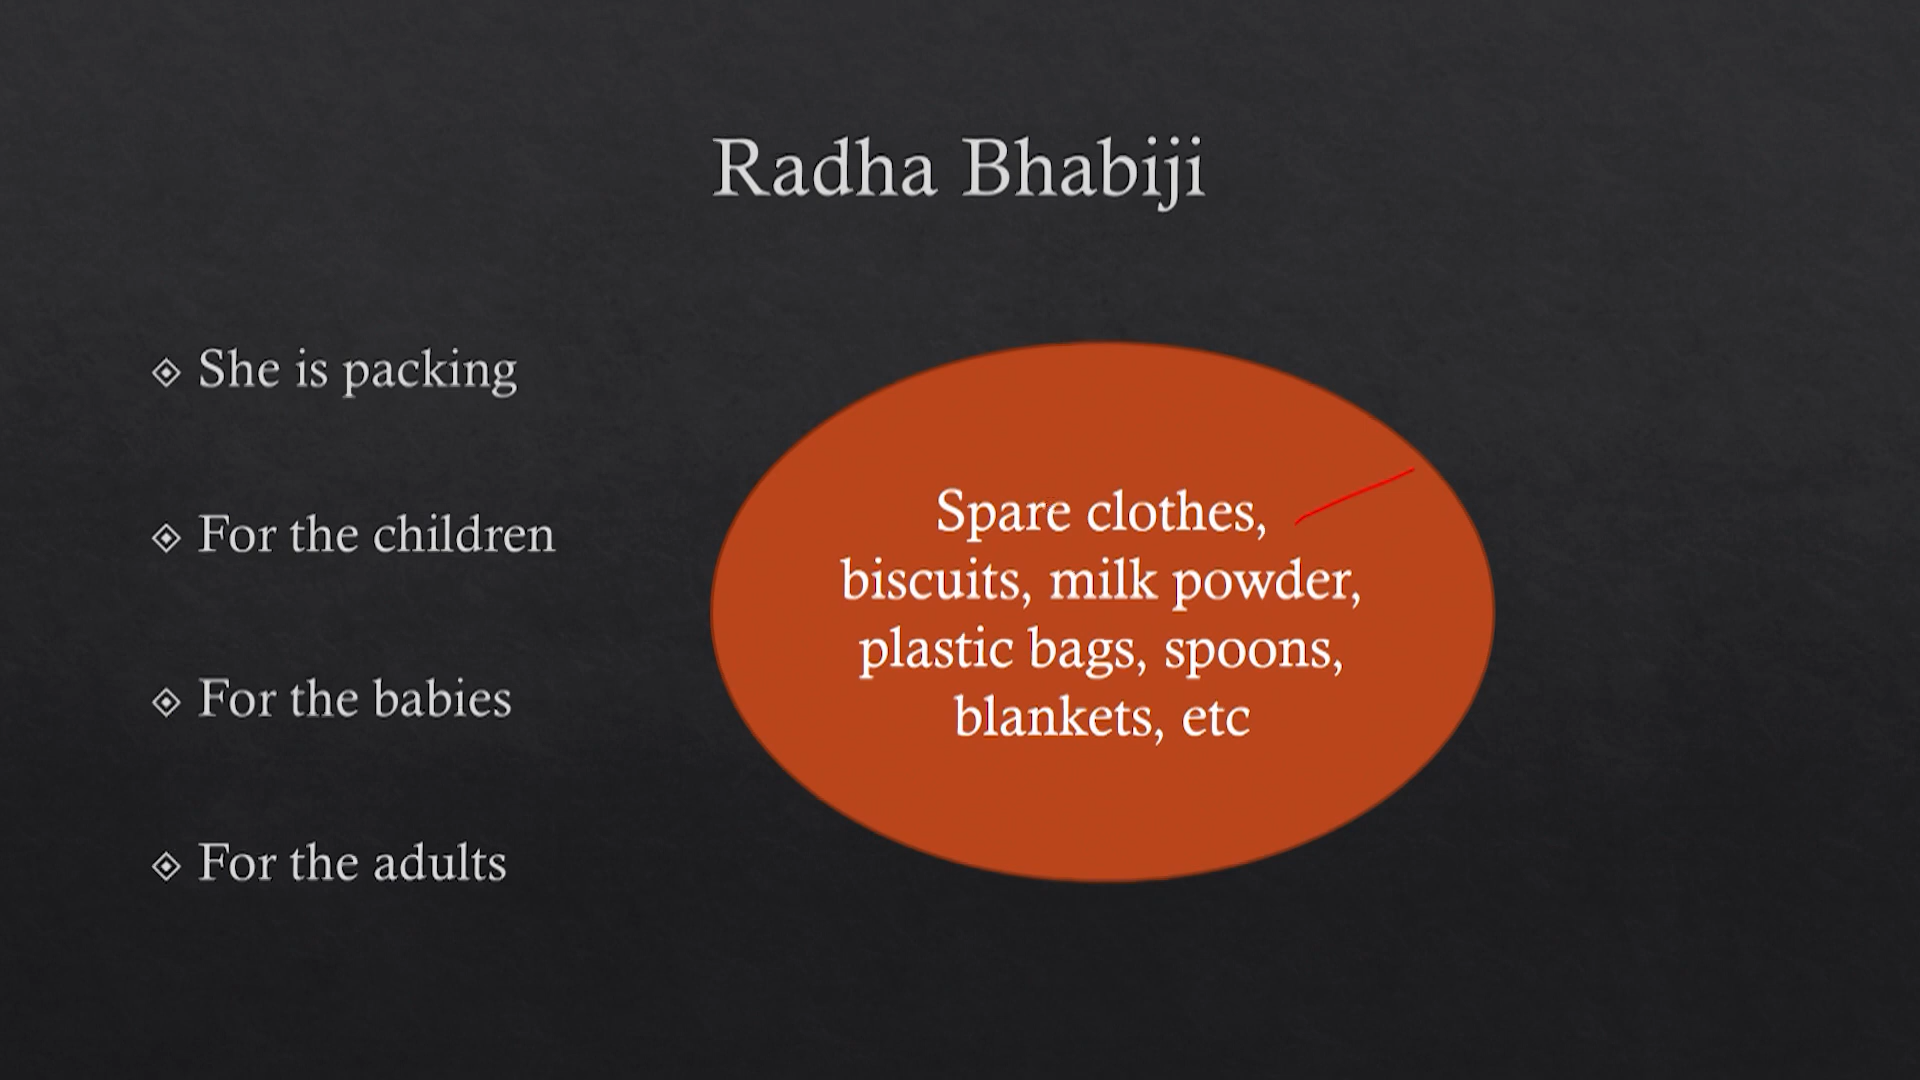 Radha Bhabiji
She is packing
For the children
For the babies
For the adults
Spare clothes,
biscuits, milk powder,
plastic bags, spoons,
blankets, etc